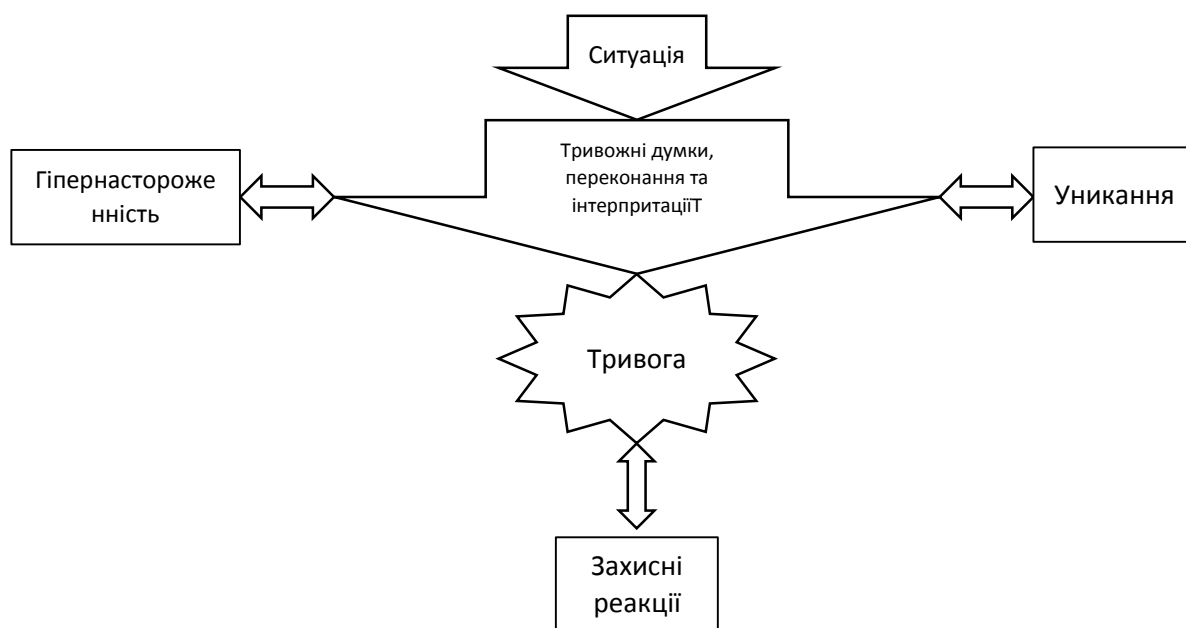 Ситуація
Тривожні думки,
переконання та
інтерпритаціїТ
Гіпернастороже
нність
Уникання
Тривога
Захисні
реакції